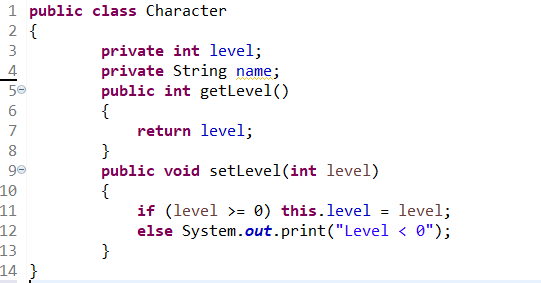 1 public class Character
2 {
3 private int level;
4 private String name;
5 public int getLevel()
6 {
7 return level;
8 }
9 public void setLevel(int level)
10 {
11 if (level >= 0) this.level = level;
12 else System.out.print("Level < 0");
13 }
14 }